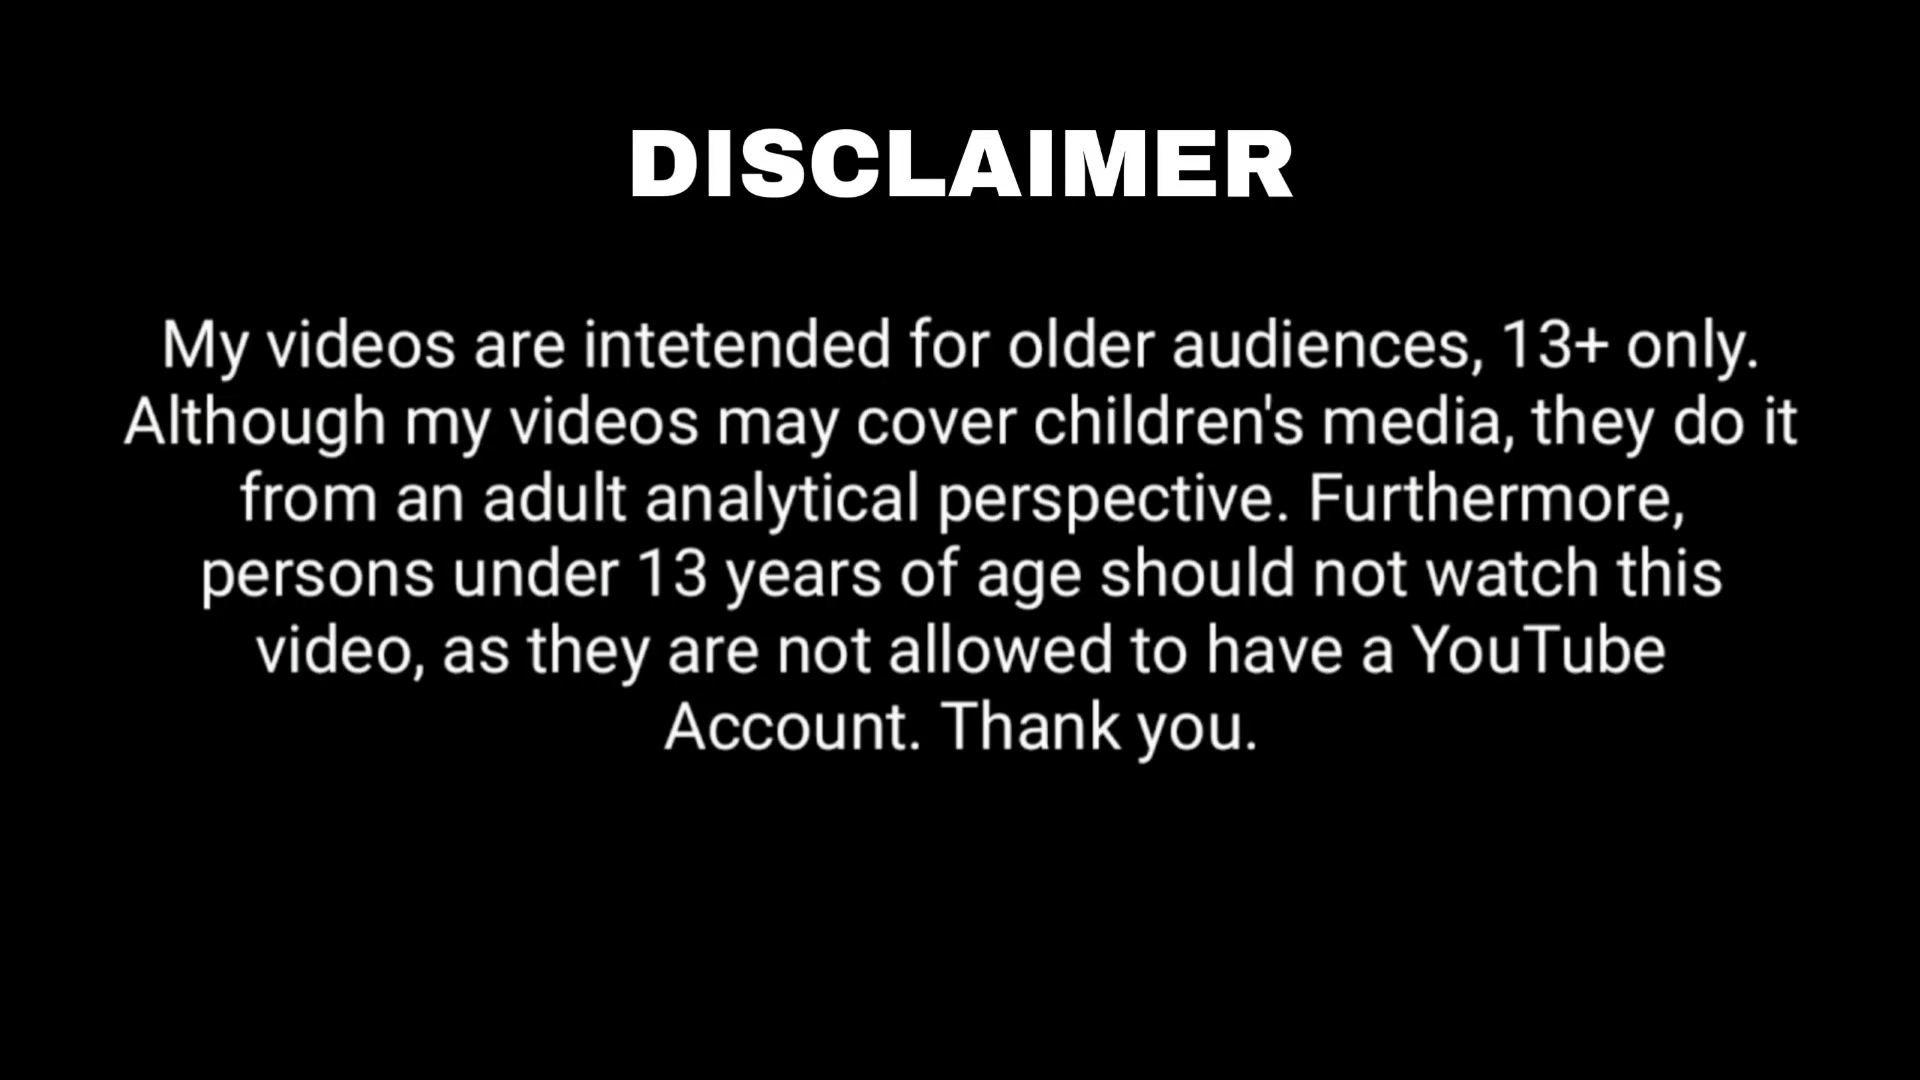 DISCLAIMER
My videos are intetended for older audiences, 13+ only.
Although my videos may cover children's media, they do it
from an adult analytical perspective. Furthermore,
persons under 13 years of age should not watch this
video, as they are not allowed to have a YouTube
Account. Thank you.